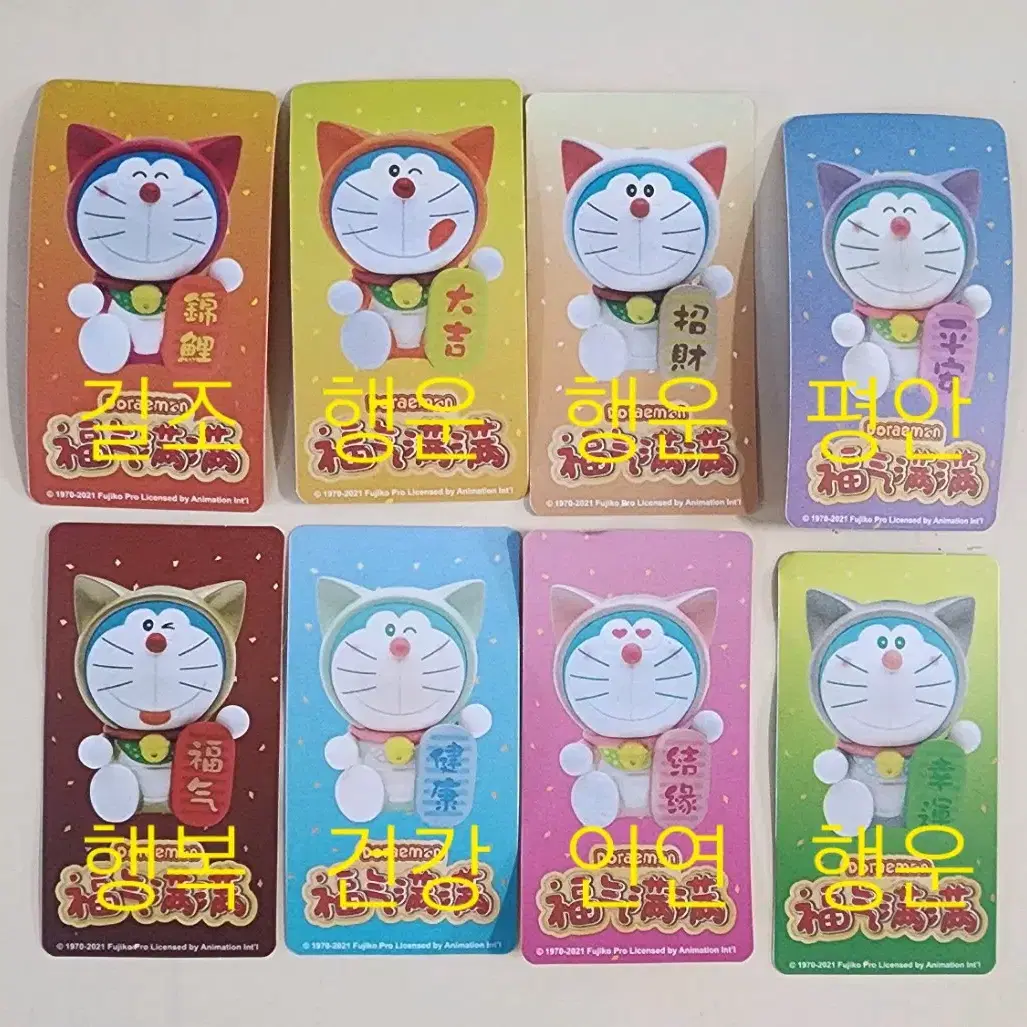 錦
鯉
길조
Doraemon
福气满满
© 1970-2021 Fujiko Pro Licensed by Animation Int'l
大
吉
행운
Doraemon
福气满满
© 1970-2021 Fujiko Pro Licensed by Animation Int'l
招
財
행운
Doraemon
福气满满
© 1970-2021 Fujiko Pro Licensed by Animation Int'l
平
安
평안
Doraemon
福气满满
© 1970-2021 Fujiko Pro Licensed by Animation Int'l
福
气
행복
Doraemon
福气满满
© 1970-2021 Fujiko Pro Licensed by Animation Int'l
健
康
건강
Doraemon
福气满满
© 1970-2021 Fujiko Pro Licensed by Animation Int'l
结
缘
인연
Doraemon
福气满满
© 1970-2021 Fujiko Pro Licensed by Animation Int'l
幸
運
행운
Doraemon
福气满满
© 1970-2021 Fujiko Pro Licensed by Animation Int'l